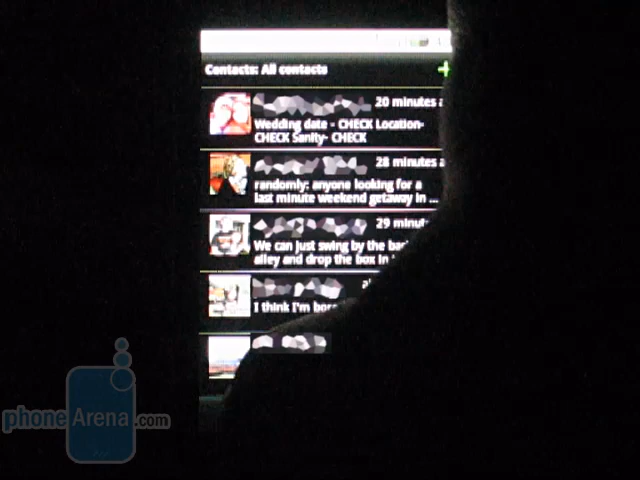 Contacts: All contacts
20 minutes a
Wedding date - CHECK Location-
CHECK Sanity- CHECK
28 minutes a
randomly: anyone looking for a
last minute weekend getaway in ...
29 minut
We can just swing by the bac
alley and drop the box in
I think I'm bor
phoneArena.com